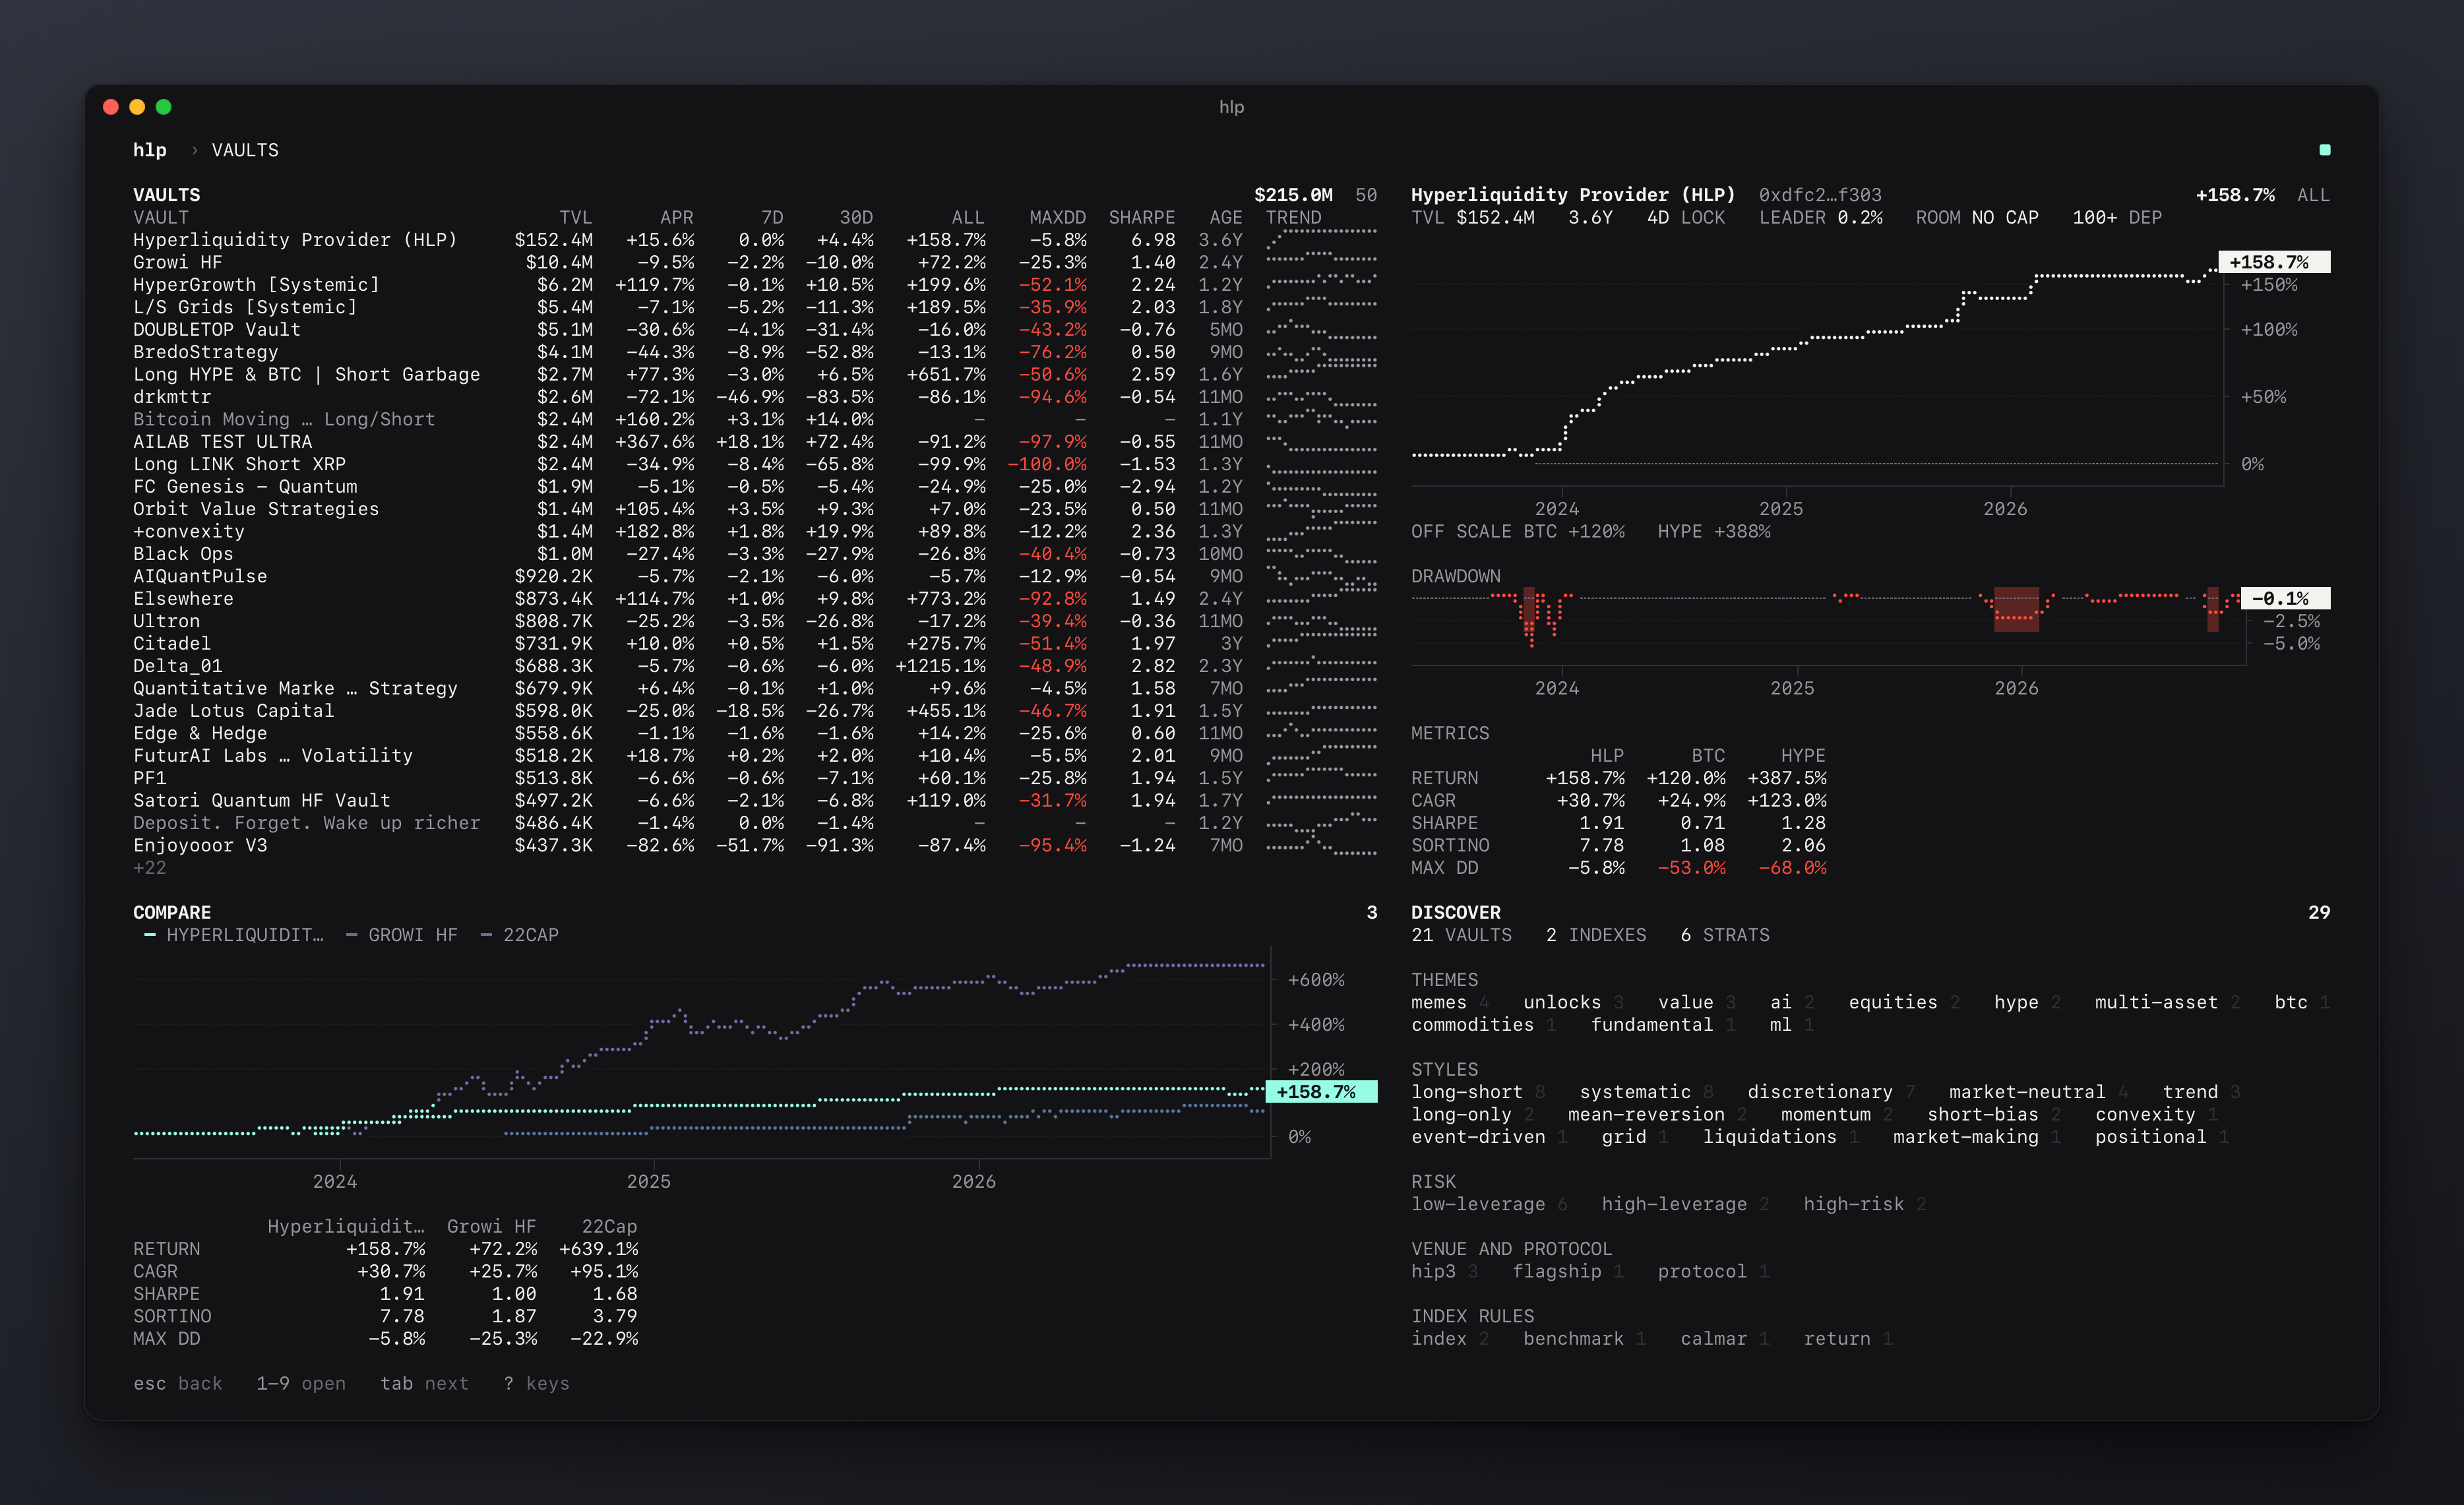 hlp
hlp › VAULTS
VAULTS $215.0M 50
VAULT TVL APR 7D 30D ALL MAXDD SHARPE AGE TREND
Hyperliquidity Provider (HLP) $152.4M +15.6% 0.0% +4.4% +158.7% −5.8% 6.98 3.6Y
Growi HF $10.4M −9.5% −2.2% −10.0% +72.2% −25.3% 1.40 2.4Y
HyperGrowth [Systemic] $6.2M +119.7% −0.1% +10.5% +199.6% −52.1% 2.24 1.2Y
L/S Grids [Systemic] $5.4M −7.1% −5.2% −11.3% +189.5% −35.9% 2.03 1.8Y
DOUBLETOP Vault $5.1M −30.6% −4.1% −31.4% −16.0% −43.2% −0.76 5MO
BredoStrategy $4.1M −44.3% −8.9% −52.8% −13.1% −76.2% 0.50 9MO
Long HYPE & BTC | Short Garbage $2.7M +77.3% −3.0% +6.5% +651.7% −50.6% 2.59 1.6Y
drkmttr $2.6M −72.1% −46.9% −83.5% −86.1% −94.6% −0.54 11MO
Bitcoin Moving … Long/Short $2.4M +160.2% +3.1% +14.0% – – – 1.1Y
AILAB TEST ULTRA $2.4M +367.6% +18.1% +72.4% −91.2% −97.9% −0.55 11MO
Long LINK Short XRP $2.4M −34.9% −8.4% −65.8% −99.9% −100.0% −1.53 1.3Y
FC Genesis – Quantum $1.9M −5.1% −0.5% −5.4% −24.9% −25.0% −2.94 1.2Y
Orbit Value Strategies $1.4M +105.4% +3.5% +9.3% +7.0% −23.5% 0.50 11MO
+convexity $1.4M +182.8% +1.8% +19.9% +89.8% −12.2% 2.36 1.3Y
Black Ops $1.0M −27.4% −3.3% −27.9% −26.8% −40.4% −0.73 10MO
AIQuantPulse $920.2K −5.7% −2.1% −6.0% −5.7% −12.9% −0.54 9MO
Elsewhere $873.4K +114.7% +1.0% +9.8% +773.2% −92.8% 1.49 2.4Y
Ultron $808.7K −25.2% −3.5% −26.8% −17.2% −39.4% −0.36 11MO
Citadel $731.9K +10.0% +0.5% +1.5% +275.7% −51.4% 1.97 3Y
Delta_01 $688.3K −5.7% −0.6% −6.0% +1215.1% −48.9% 2.82 2.3Y
Quantitative Marke … Strategy $679.9K +6.4% −0.1% +1.0% +9.6% −4.5% 1.58 7MO
Jade Lotus Capital $598.0K −25.0% −18.5% −26.7% +455.1% −46.7% 1.91 1.5Y
Edge & Hedge $558.6K −1.1% −1.6% −1.6% +14.2% −25.6% 0.60 11MO
FuturAI Labs … Volatility $518.2K +18.7% +0.2% +2.0% +10.4% −5.5% 2.01 9MO
PF1 $513.8K −6.6% −0.6% −7.1% +60.1% −25.8% 1.94 1.5Y
Satori Quantum HF Vault $497.2K −6.6% −2.1% −6.8% +119.0% −31.7% 1.94 1.7Y
Deposit. Forget. Wake up richer $486.4K −1.4% 0.0% −1.4% – – – 1.2Y
Enjoyooor V3 $437.3K −82.6% −51.7% −91.3% −87.4% −95.4% −1.24 7MO
+22
Hyperliquidity Provider (HLP) 0xdfc2…f303 +158.7% ALL
TVL $152.4M 3.6Y 4D LOCK LEADER 0.2% ROOM NO CAP 100+ DEP
+158.7%
+150%
+100%
+50%
0%
2024 2025 2026
OFF SCALE BTC +120% HYPE +388%
DRAWDOWN
−0.1%
−2.5%
−5.0%
2024 2025 2026
METRICS
HLP BTC HYPE
RETURN +158.7% +120.0% +387.5%
CAGR +30.7% +24.9% +123.0%
SHARPE 1.91 0.71 1.28
SORTINO 7.78 1.08 2.06
MAX DD −5.8% −53.0% −68.0%
COMPARE 3
HYPERLIQUIDIT… GROWI HF 22CAP
+600%
+400%
+200%
+158.7%
0%
2024 2025 2026
Hyperliquidit… Growi HF 22Cap
RETURN +158.7% +72.2% +639.1%
CAGR +30.7% +25.7% +95.1%
SHARPE 1.91 1.00 1.68
SORTINO 7.78 1.87 3.79
MAX DD −5.8% −25.3% −22.9%
DISCOVER 29
21 VAULTS 2 INDEXES 6 STRATS
THEMES
memes 4 unlocks 3 value 3 ai 2 equities 2 hype 2 multi-asset 2 btc 1
commodities 1 fundamental 1 ml 1
STYLES
long-short 8 systematic 8 discretionary 7 market-neutral 4 trend 3
long-only 2 mean-reversion 2 momentum 2 short-bias 2 convexity 1
event-driven 1 grid 1 liquidations 1 market-making 1 positional 1
RISK
low-leverage 6 high-leverage 2 high-risk 2
VENUE AND PROTOCOL
hip3 3 flagship 1 protocol 1
INDEX RULES
index 2 benchmark 1 calmar 1 return 1
esc back 1–9 open tab next ? keys